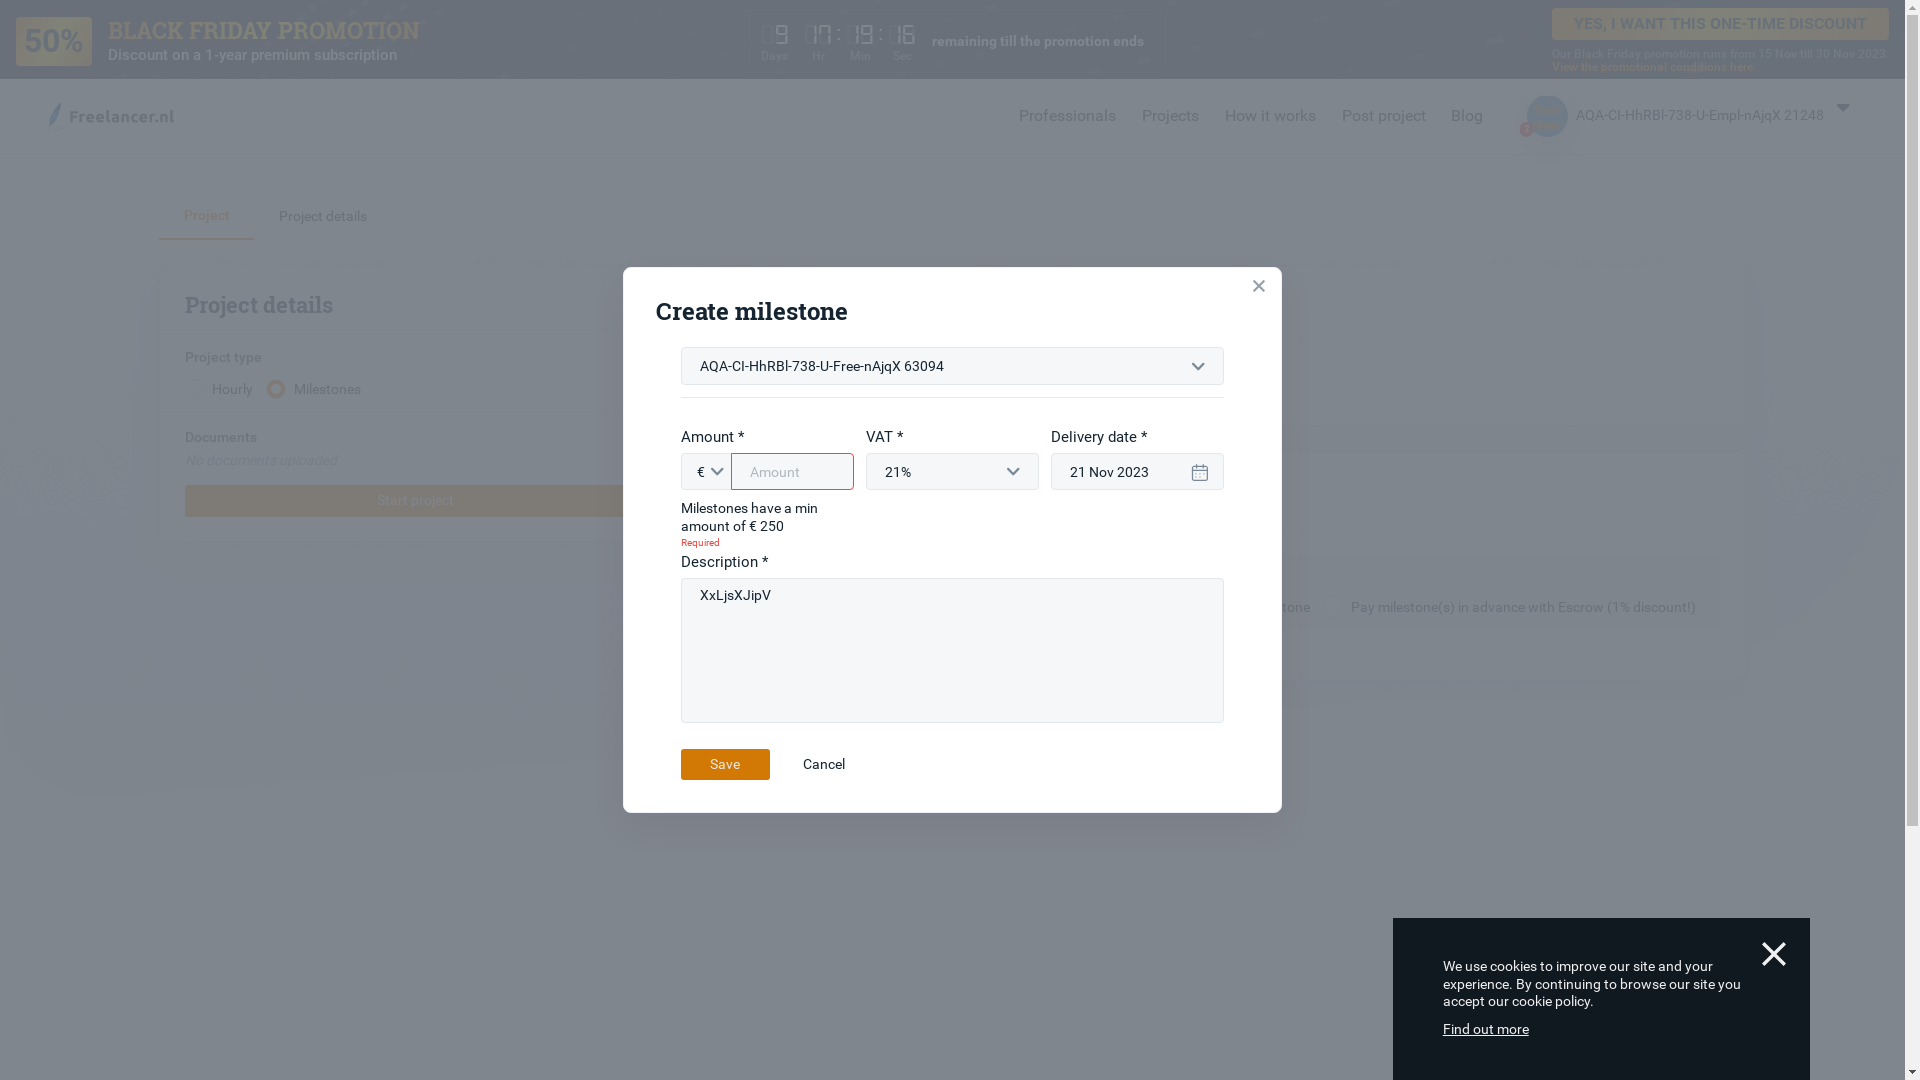 50%
BLACK FRIDAY PROMOTION
Discount on a 1-year premium subscription
9 17 : 19 : 16
Days Hr Min Sec
remaining till the promotion ends
YES, I WANT THIS ONE-TIME DISCOUNT
Our Black Friday promotion runs from 15 Nov till 30 Nov 2023.
View the promotional conditions here
Freelancer.nl
Professionals Projects How it works Post project Blog
AQA-CI-HhRBl-738-U-Empl-nAjqX 21248
Project Project details
Project details
Project type
Hourly Milestones
Documents
No documents uploaded
Start project
Create milestone
AQA-CI-HhRBl-738-U-Free-nAjqX 63094
Amount * VAT * Delivery date *
€ Amount 21% 21 Nov 2023
Milestones have a min
amount of € 250
Required
Description *
XxLjsXJipV
tone
Pay milestone(s) in advance with Escrow (1% discount!)
Save Cancel
We use cookies to improve our site and your
experience. By continuing to browse our site you
accept our cookie policy.
Find out more